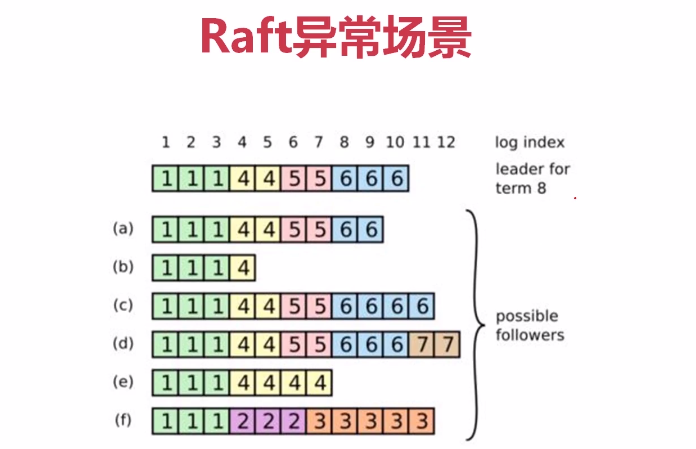 Raft异常场景
1 2 3 4 5 6 7 8 9 10 11 12 log index
1 1 1 4 4 5 5 6 6 6 leader for
term 8
(a) 1 1 1 4 4 5 5 6 6
(b) 1 1 1 4
(c) 1 1 1 4 4 5 5 6 6 6 6
(d) 1 1 1 4 4 5 5 6 6 6 7 7
possible
followers
(e) 1 1 1 4 4 4 4
(f) 1 1 1 2 2 2 3 3 3 3 3